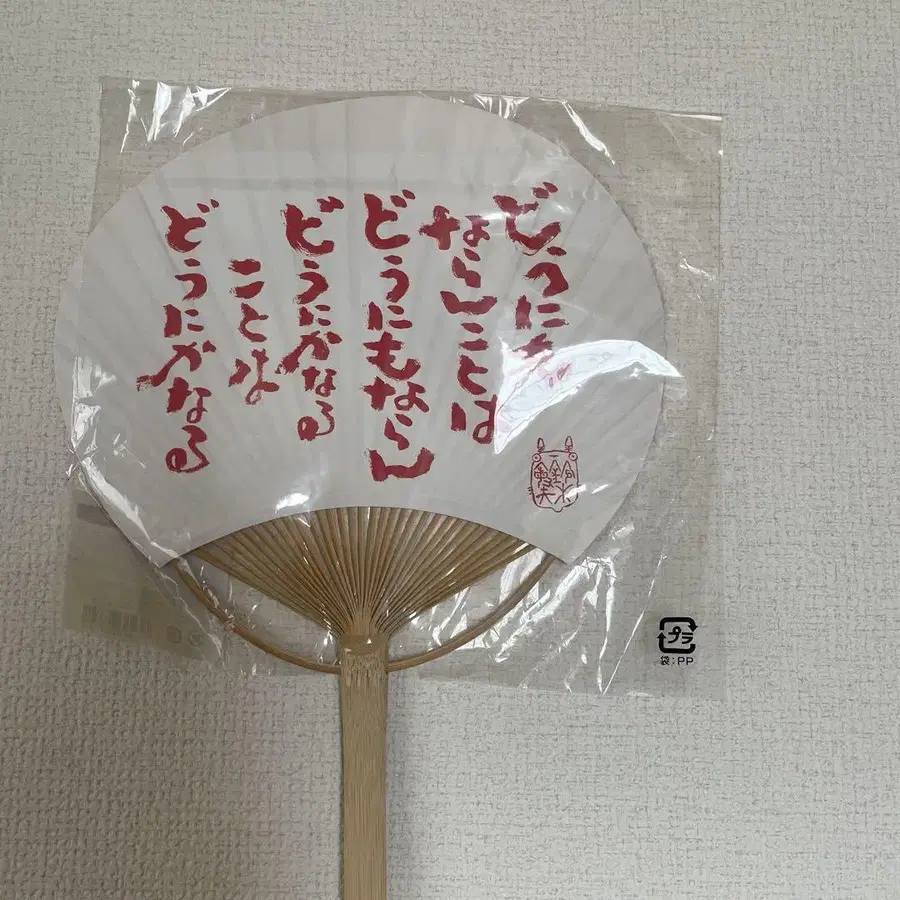 どうにも
ならんことは
どうにもならん
どうにかなる
ことは
どうにかなる
プラ
袋:PP